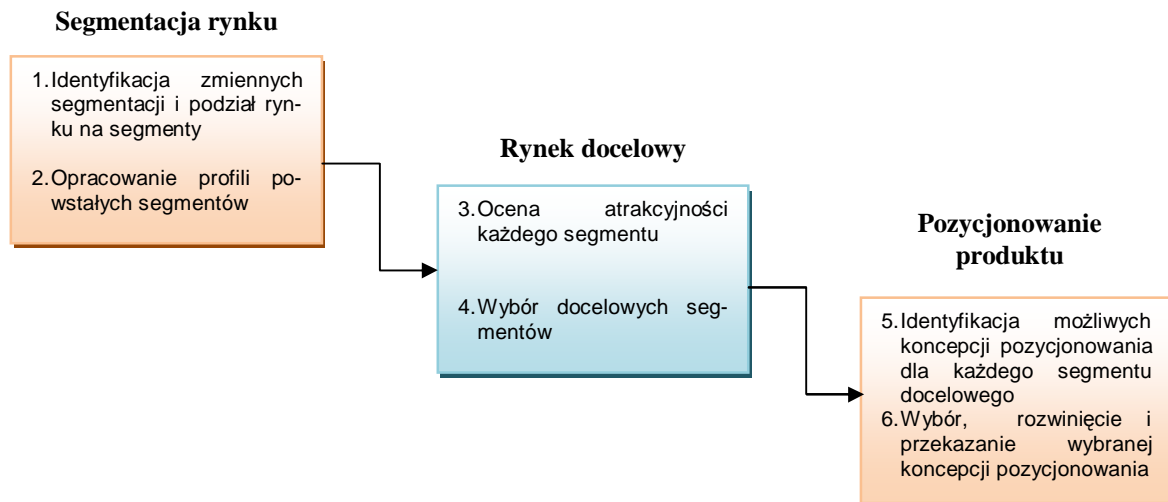 Segmentacja rynku
1.Identyfikacja zmiennych
segmentacji i podział ryn-
ku na segmenty
2.Opracowanie profili po-
wstałych segmentów
Rynek docelowy
3.Ocena atrakcyjności
każdego segmentu
4.Wybór docelowych seg-
mentów
Pozycjonowanie
produktu
5.Identyfikacja możliwych
koncepcji pozycjonowania
dla każdego segmentu
docelowego
6.Wybór, rozwinięcie i
przekazanie wybranej
koncepcji pozycjonowania